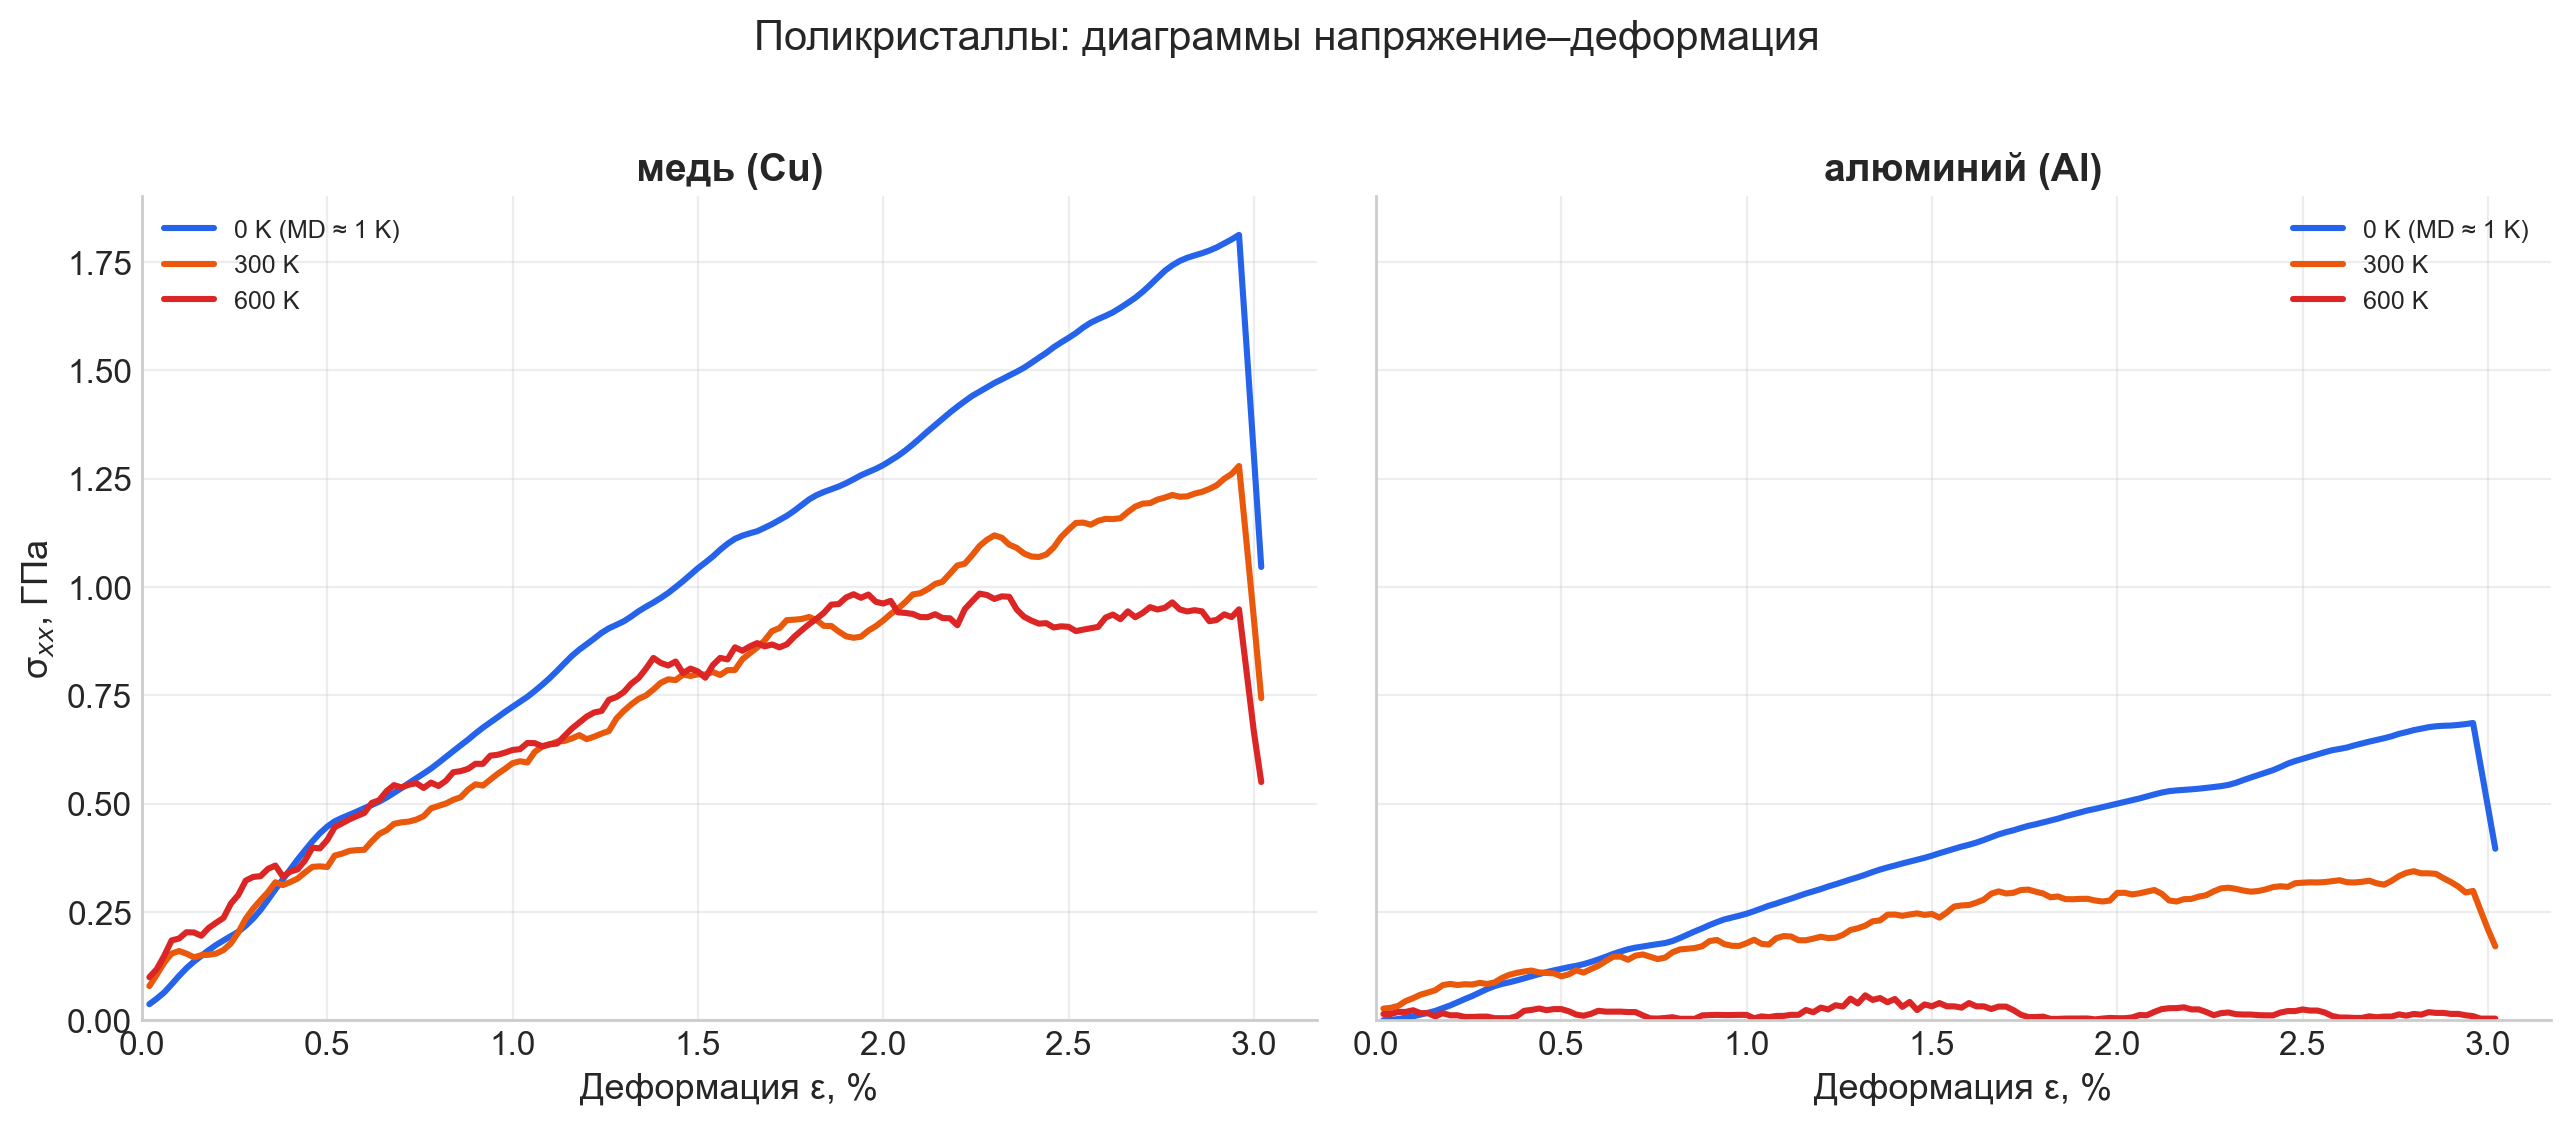 Поликристаллы: диаграммы напряжение–деформация
медь (Cu)
0 K (MD ≈ 1 K)
300 K
600 K
σxx, ГПа
1.75
1.50
1.25
1.00
0.75
0.50
0.25
0.00
0.0 0.5 1.0 1.5 2.0 2.5 3.0
Деформация ε, %
алюминий (Al)
0 K (MD ≈ 1 K)
300 K
600 K
0.0 0.5 1.0 1.5 2.0 2.5 3.0
Деформация ε, %